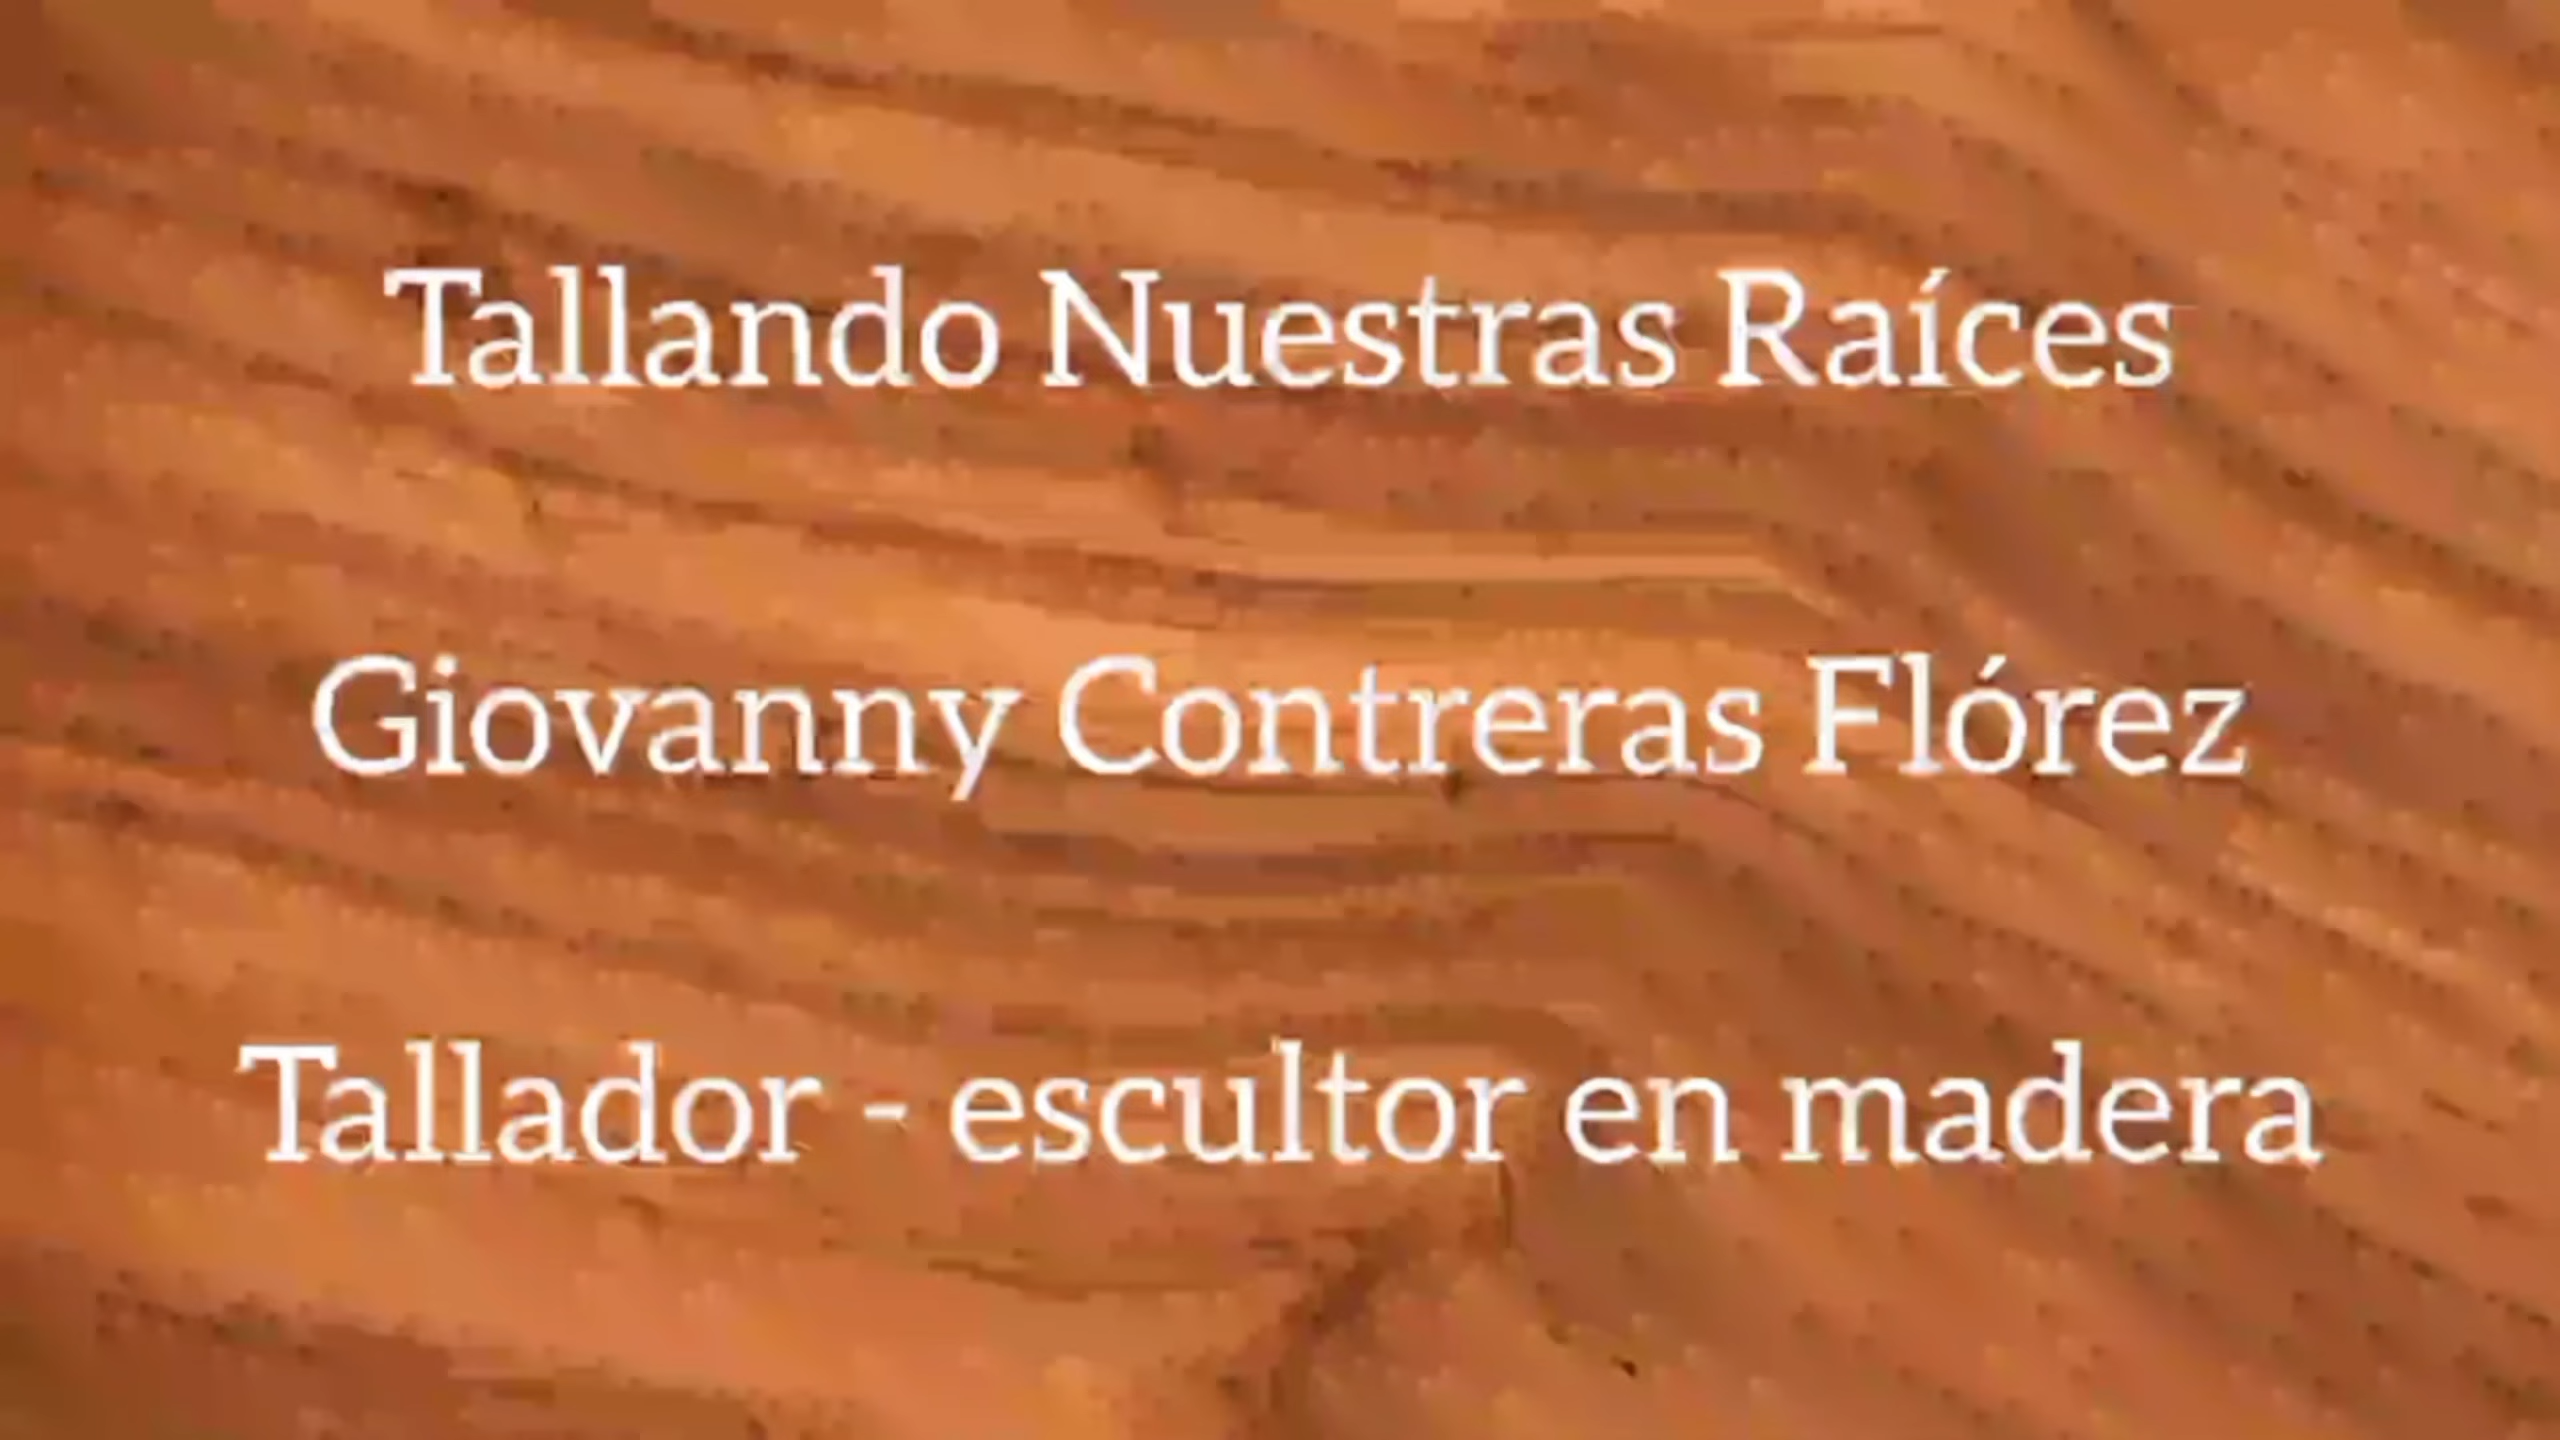 Tallando Nuestras Raíces
Giovanny Contreras Flórez
Tallador - escultor en madera